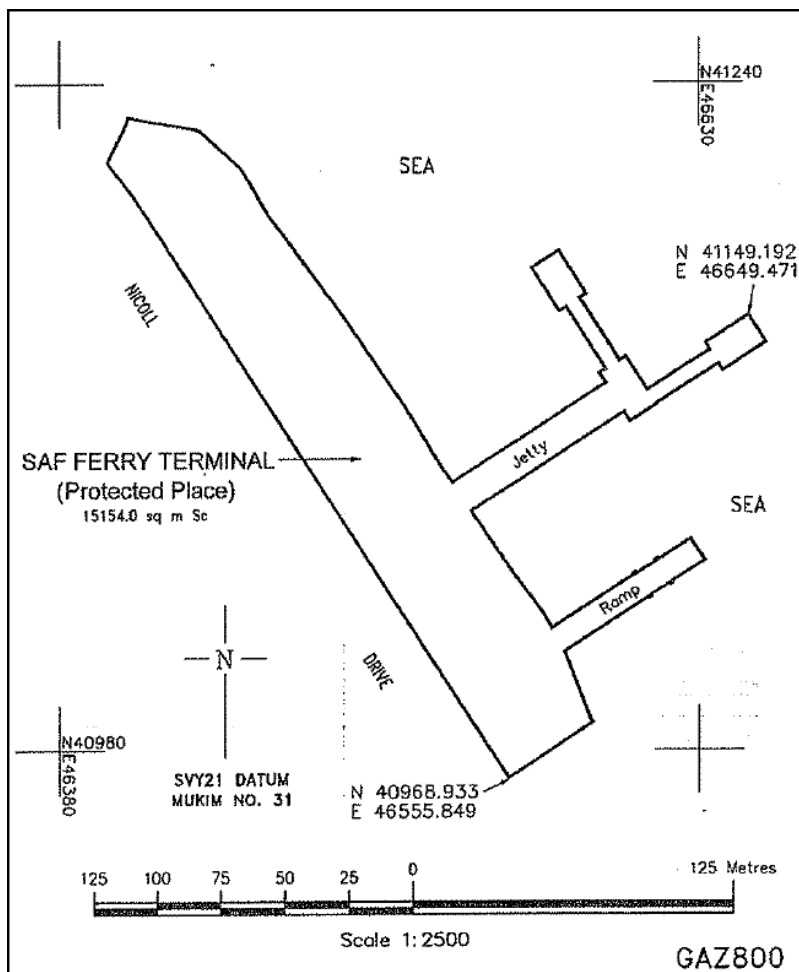 N41240
E46630
SEA
N 41149.192
E 46649.471
NICOLL
SAF FERRY TERMINAL
(Protected Place)
15154.0 sq m Sc
Jetty
SEA
Ramp
N
DRIVE
N40980
E46380
SVY21 DATUM
MUKIM NO. 31
N 40968.933
E 46555.849
125 100 75 50 25 0 125 Metres
Scale 1:2500
GAZ800